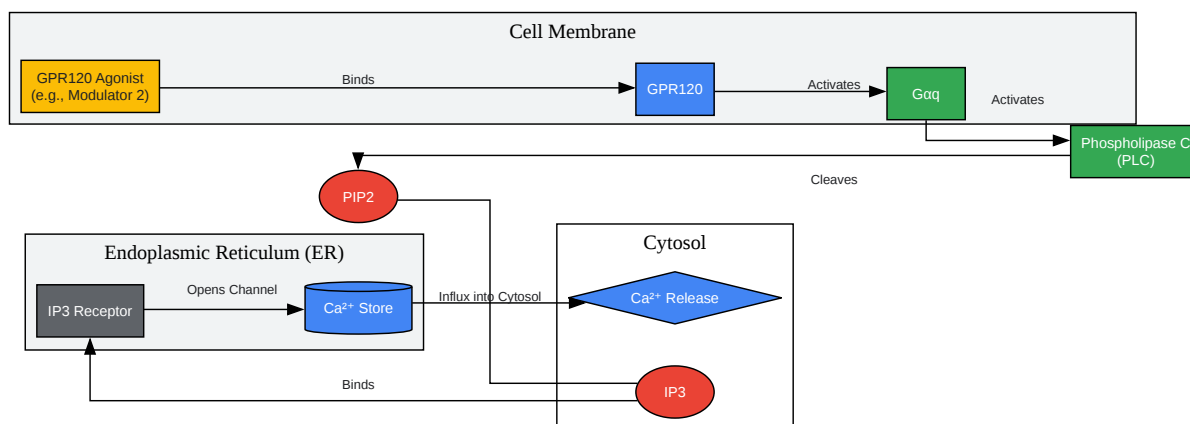 Cell Membrane
GPR120 Agonist
(e.g., Modulator 2)
Binds
GPR120
Activates
Gαq
Activates
Phospholipase C
(PLC)
Cleaves
PIP2
Endoplasmic Reticulum (ER)
Cytosol
IP3 Receptor
Opens Channel
Ca²⁺ Store
Influx into Cytosol
Ca²⁺ Release
Binds
IP3